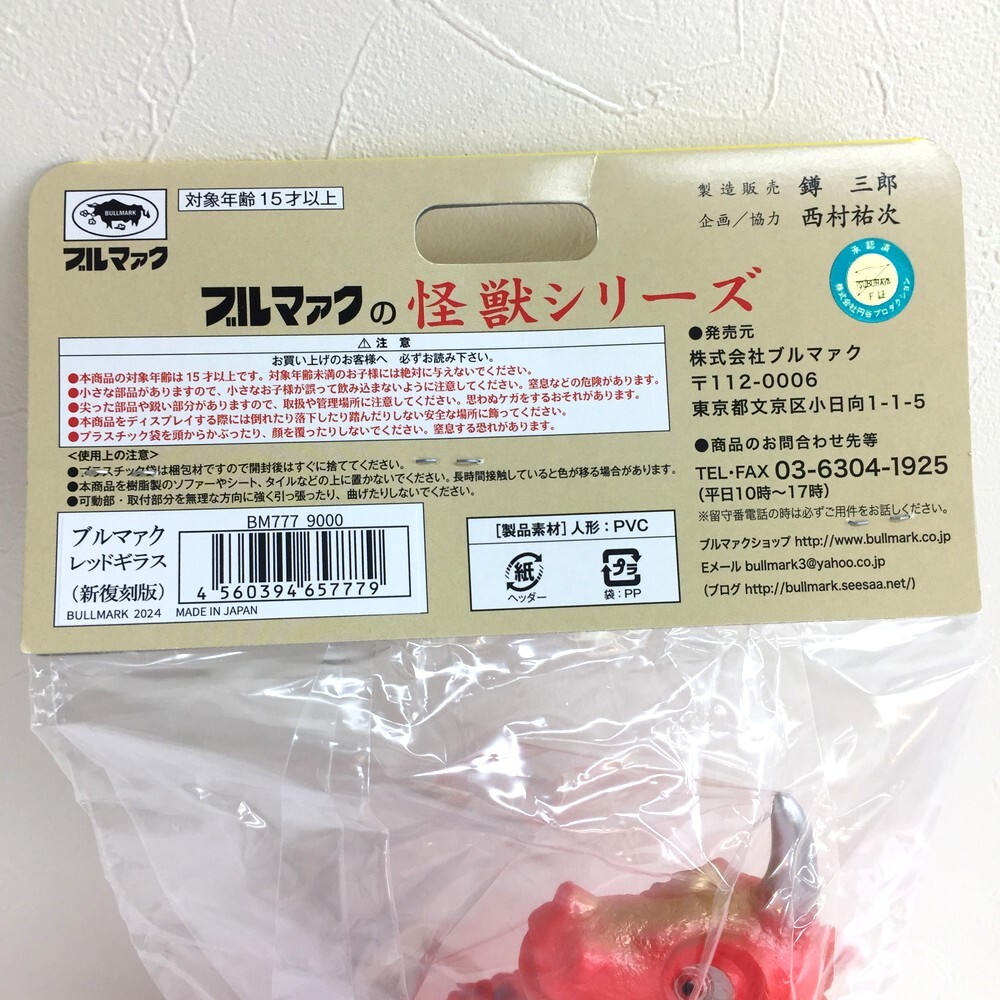 BULLMARK
ブルマァク
対象年齢15才以上
製造販売 鐏 三郎
企画／協力 西村祐次
ブルマァクの怪獣シリーズ
承認済
株式会社円谷プロダクション
⚠注 意
お買い上げのお客様へ 必ずお読み下さい。
●本商品の対象年齢は15才以上です。対象年齢未満のお子様には絶対に与えないでください。
●小さな部品がありますので、小さなお子様が誤って飲み込まないように注意してください。窒息などの危険があります。
●尖った部品や鋭い部分がありますので、取扱や管理場所に注意してください。思わぬケガをするおそれがあります。
●本商品をディスプレイする際には倒れたり落下したり踏んだりしない安全な場所に飾ってください。
●プラスチック袋を頭からかぶったり、顔を覆ったりしないでください。窒息する恐れがあります。
<使用上の注意>
●プラスチック袋は梱包材ですので開封後はすぐに捨ててください。
●本商品を樹脂製のソファーやシート、タイルなどの上に置かないでください。長時間接触していると色が移る場合があります。
●可動部・取付部分を無理な方向に強く引っ張ったり、曲げたりしないでください。
●発売元
株式会社ブルマァク
〒112-0006
東京都文京区小日向1-1-5
●商品のお問合わせ先等
TEL・FAX 03-6304-1925
(平日10時〜17時)
※留守番電話の時は必ずご用件をお話しください。
ブルマァクショップ http://www.bullmark.co.jp
Eメール bullmark3@yahoo.co.jp
(ブログ http://bullmark.seesaa.net/)
ブルマァク
レッドギラス
(新復刻版)
BULLMARK 2024
BM777 9000
4 560394 657779
MADE IN JAPAN
[製品素材] 人形：PVC
紙
ヘッダー
プラ
袋：PP